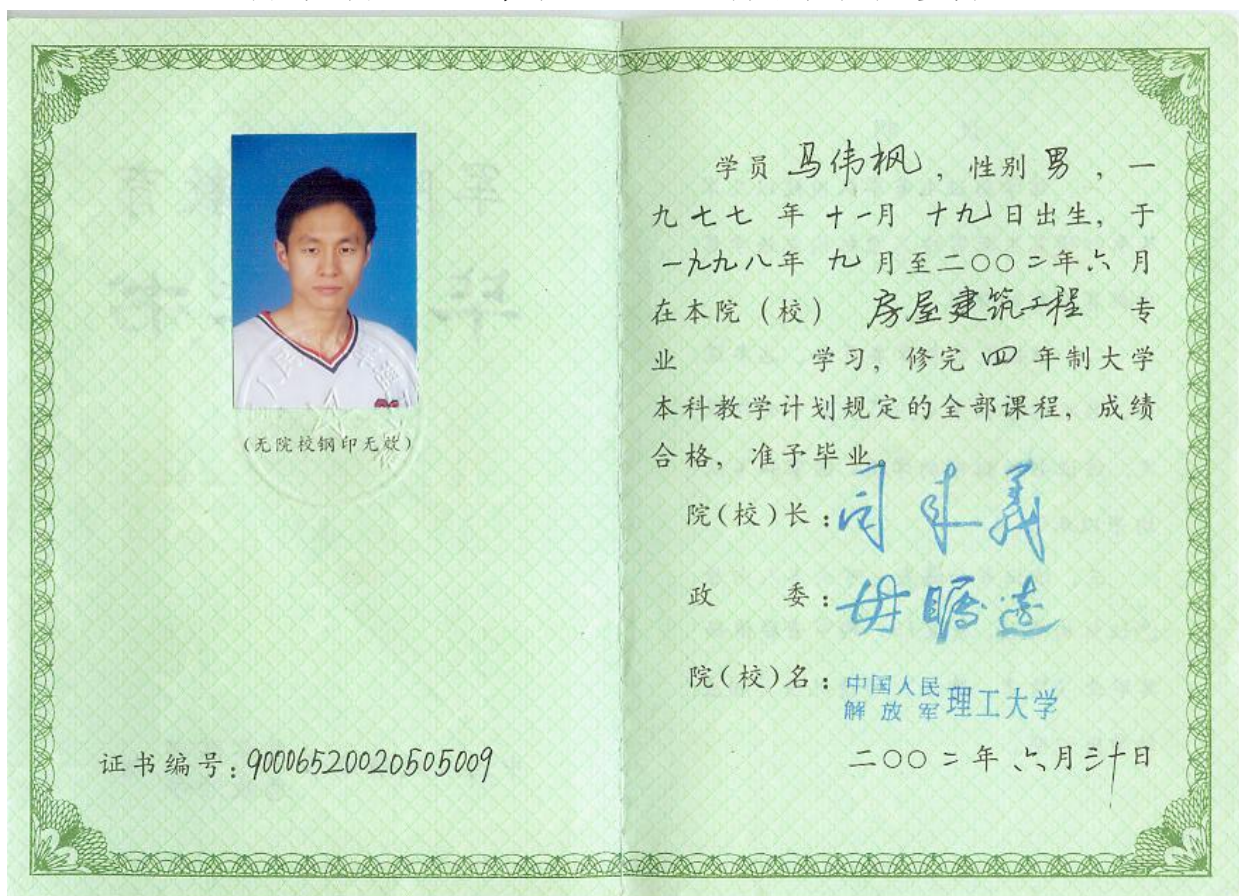 (无院校钢印无效)
证书编号:90006520020505009
学员 马伟枫 ,性别 男 ,一
九七七 年 十一月 十九日出生,于
一九九八年 九 月至二〇〇二年六 月
在本院(校) 房屋建筑工程 专
业 学习,修完 四 年制大学
本科教学计划规定的全部课程,成绩
合格,准予毕业。
院(校)长:司来义
政 委:毋瞩远
院(校)名:中国人民解放军理工大学
二〇〇二年 六月三十日